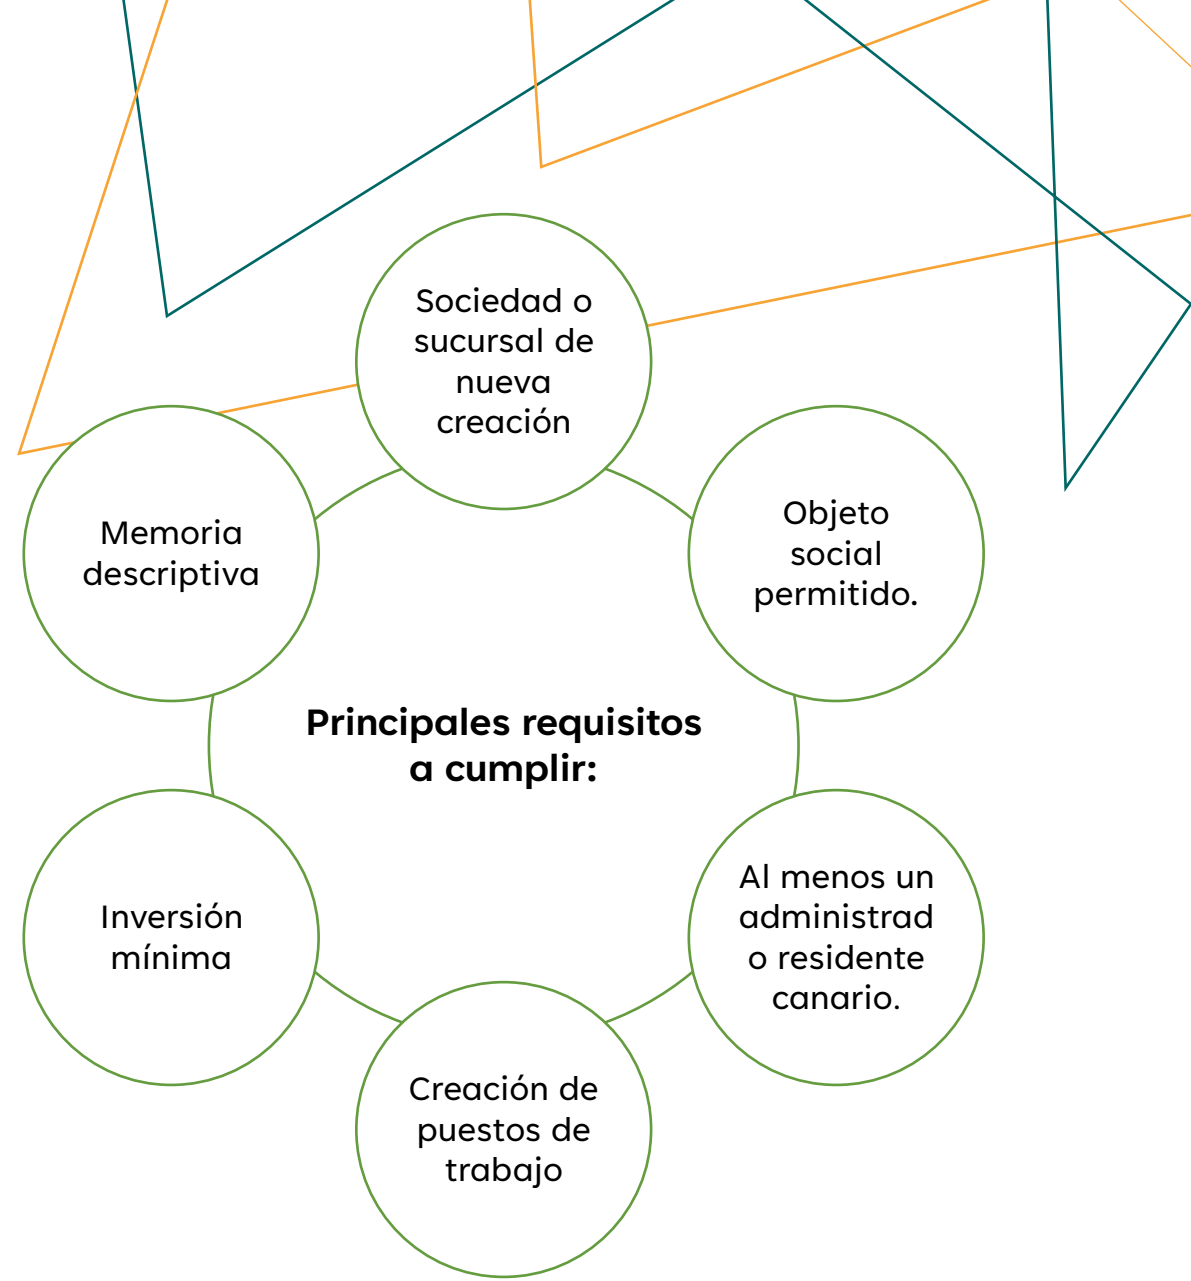 Sociedad o
sucursal de
nueva
creación
Objeto
social
permitido.
Al menos un
administrad
o residente
canario.
Creación de
puestos de
trabajo
Inversión
mínima
Memoria
descriptiva
Principales requisitos
a cumplir: